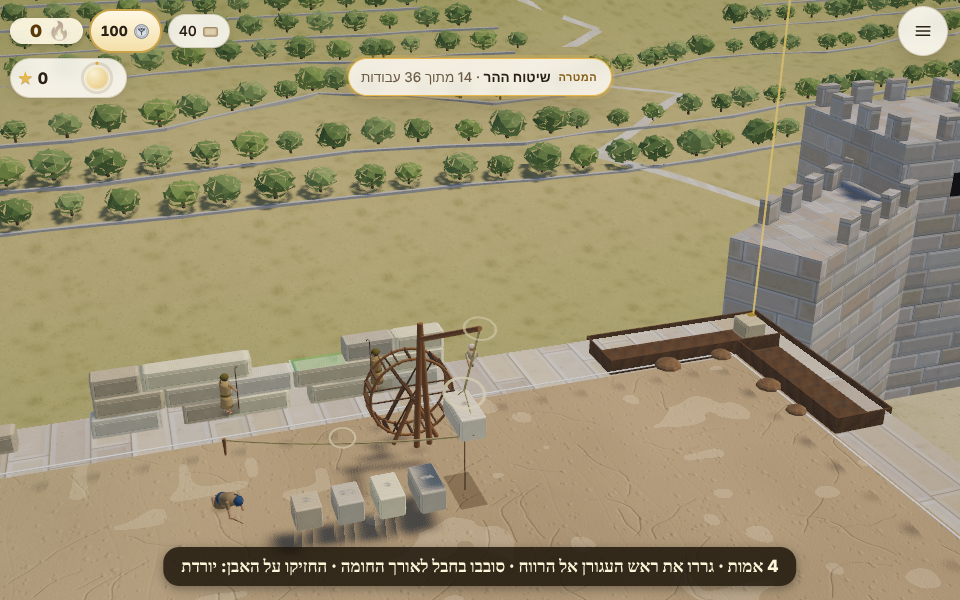 0
100
40
0
המטרה שיטוח ההר · 14 מתוך 36 עבודות
4 אמות · גררו את ראש העגורן אל הרווח · סובבו בחבל לאורך החומה · החזיקו על האבן: יורדת